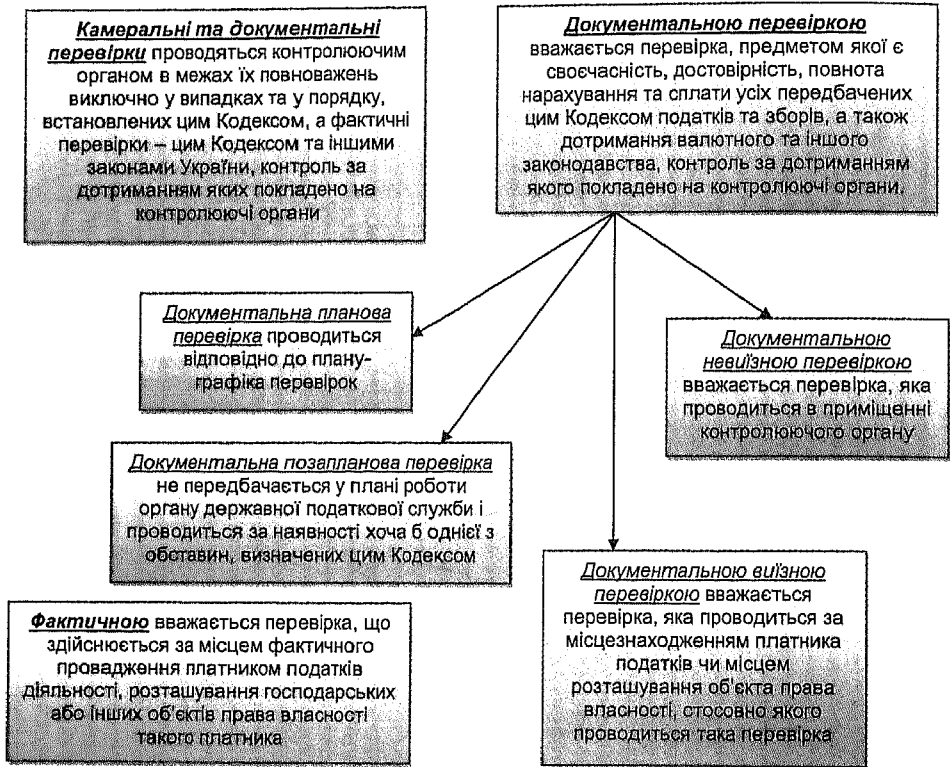 Камеральні та документальні
перевірки проводяться контролюючим
органом в межах їх повноважень
виключно у випадках та у порядку,
встановлених цим Кодексом, а фактичні
перевірки – цим Кодексом та іншими
законами України, контроль за
дотриманням яких покладено на
контролюючі органи
Документальною перевіркою
вважається перевірка, предметом якої є
своєчасність, достовірність, повнота
нарахування та сплати усіх передбачених
цим Кодексом податків та зборів, а також
дотримання валютного та іншого
законодавства, контроль за дотриманням
якого покладено на контролюючі органи.
Документальна планова
перевірка проводиться
відповідно до плану-
графіка перевірок
Документальною
невиїзною перевіркою
вважається перевірка, яка
проводиться в приміщенні
контролюючого органу
Документальна позапланова перевірка
не передбачається у плані роботи
органу державної податкової служби і
проводиться за наявності хоча б однієї з
обставин, визначених цим Кодексом
Документальною виїзною
перевіркою вважається
перевірка, яка проводиться за
місцезнаходженням платника
податків чи місцем
розташування об'єкта права
власності, стосовно якого
проводиться така перевірка
Фактичною вважається перевірка, що
здійснюється за місцем фактичного
провадження платником податків
діяльності, розташування господарських
або інших об'єктів права власності
такого платника